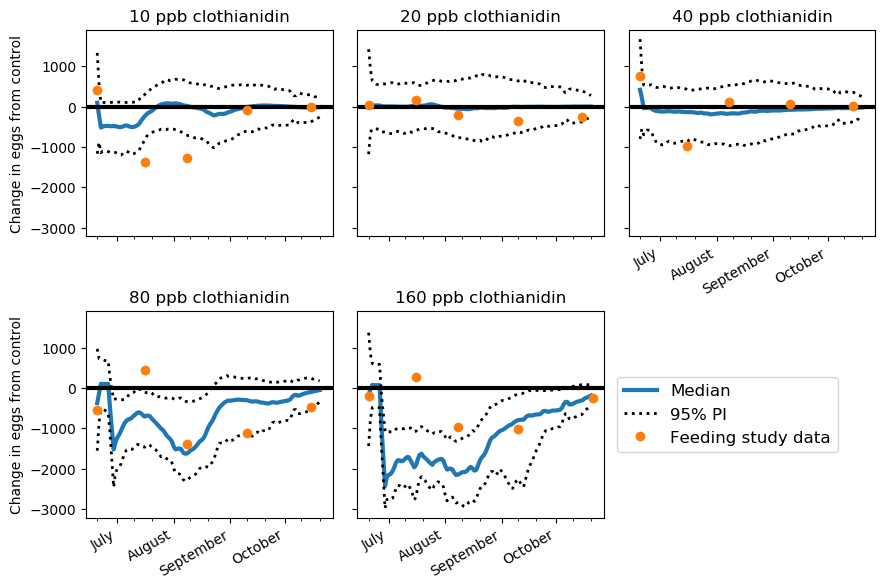 10 ppb clothianidin
20 ppb clothianidin
40 ppb clothianidin
Change in eggs from control
1000
0
−1000
−2000
−3000
July
August
September
October
80 ppb clothianidin
160 ppb clothianidin
Change in eggs from control
1000
0
−1000
−2000
−3000
July
August
September
October
July
August
September
October
Median
95% PI
Feeding study data